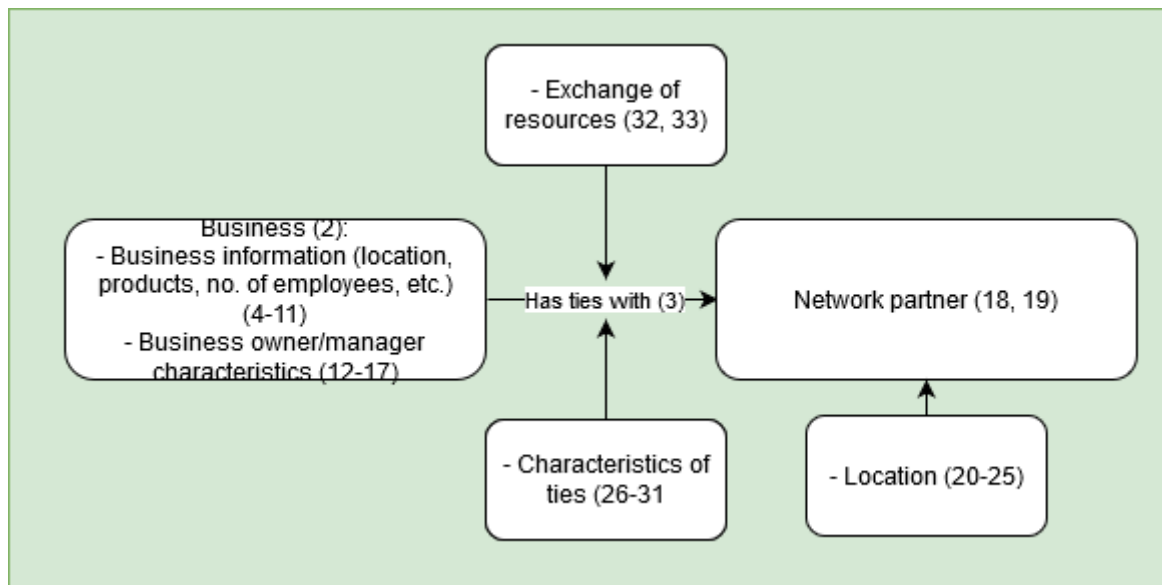 - Exchange of
resources (32, 33)
Business (2):
- Business information (location,
products, no. of employees, etc.)
(4-11)
- Business owner/manager
characteristics (12-17)
Has ties with (3)
Network partner (18, 19)
- Characteristics of
ties (26-31
- Location (20-25)